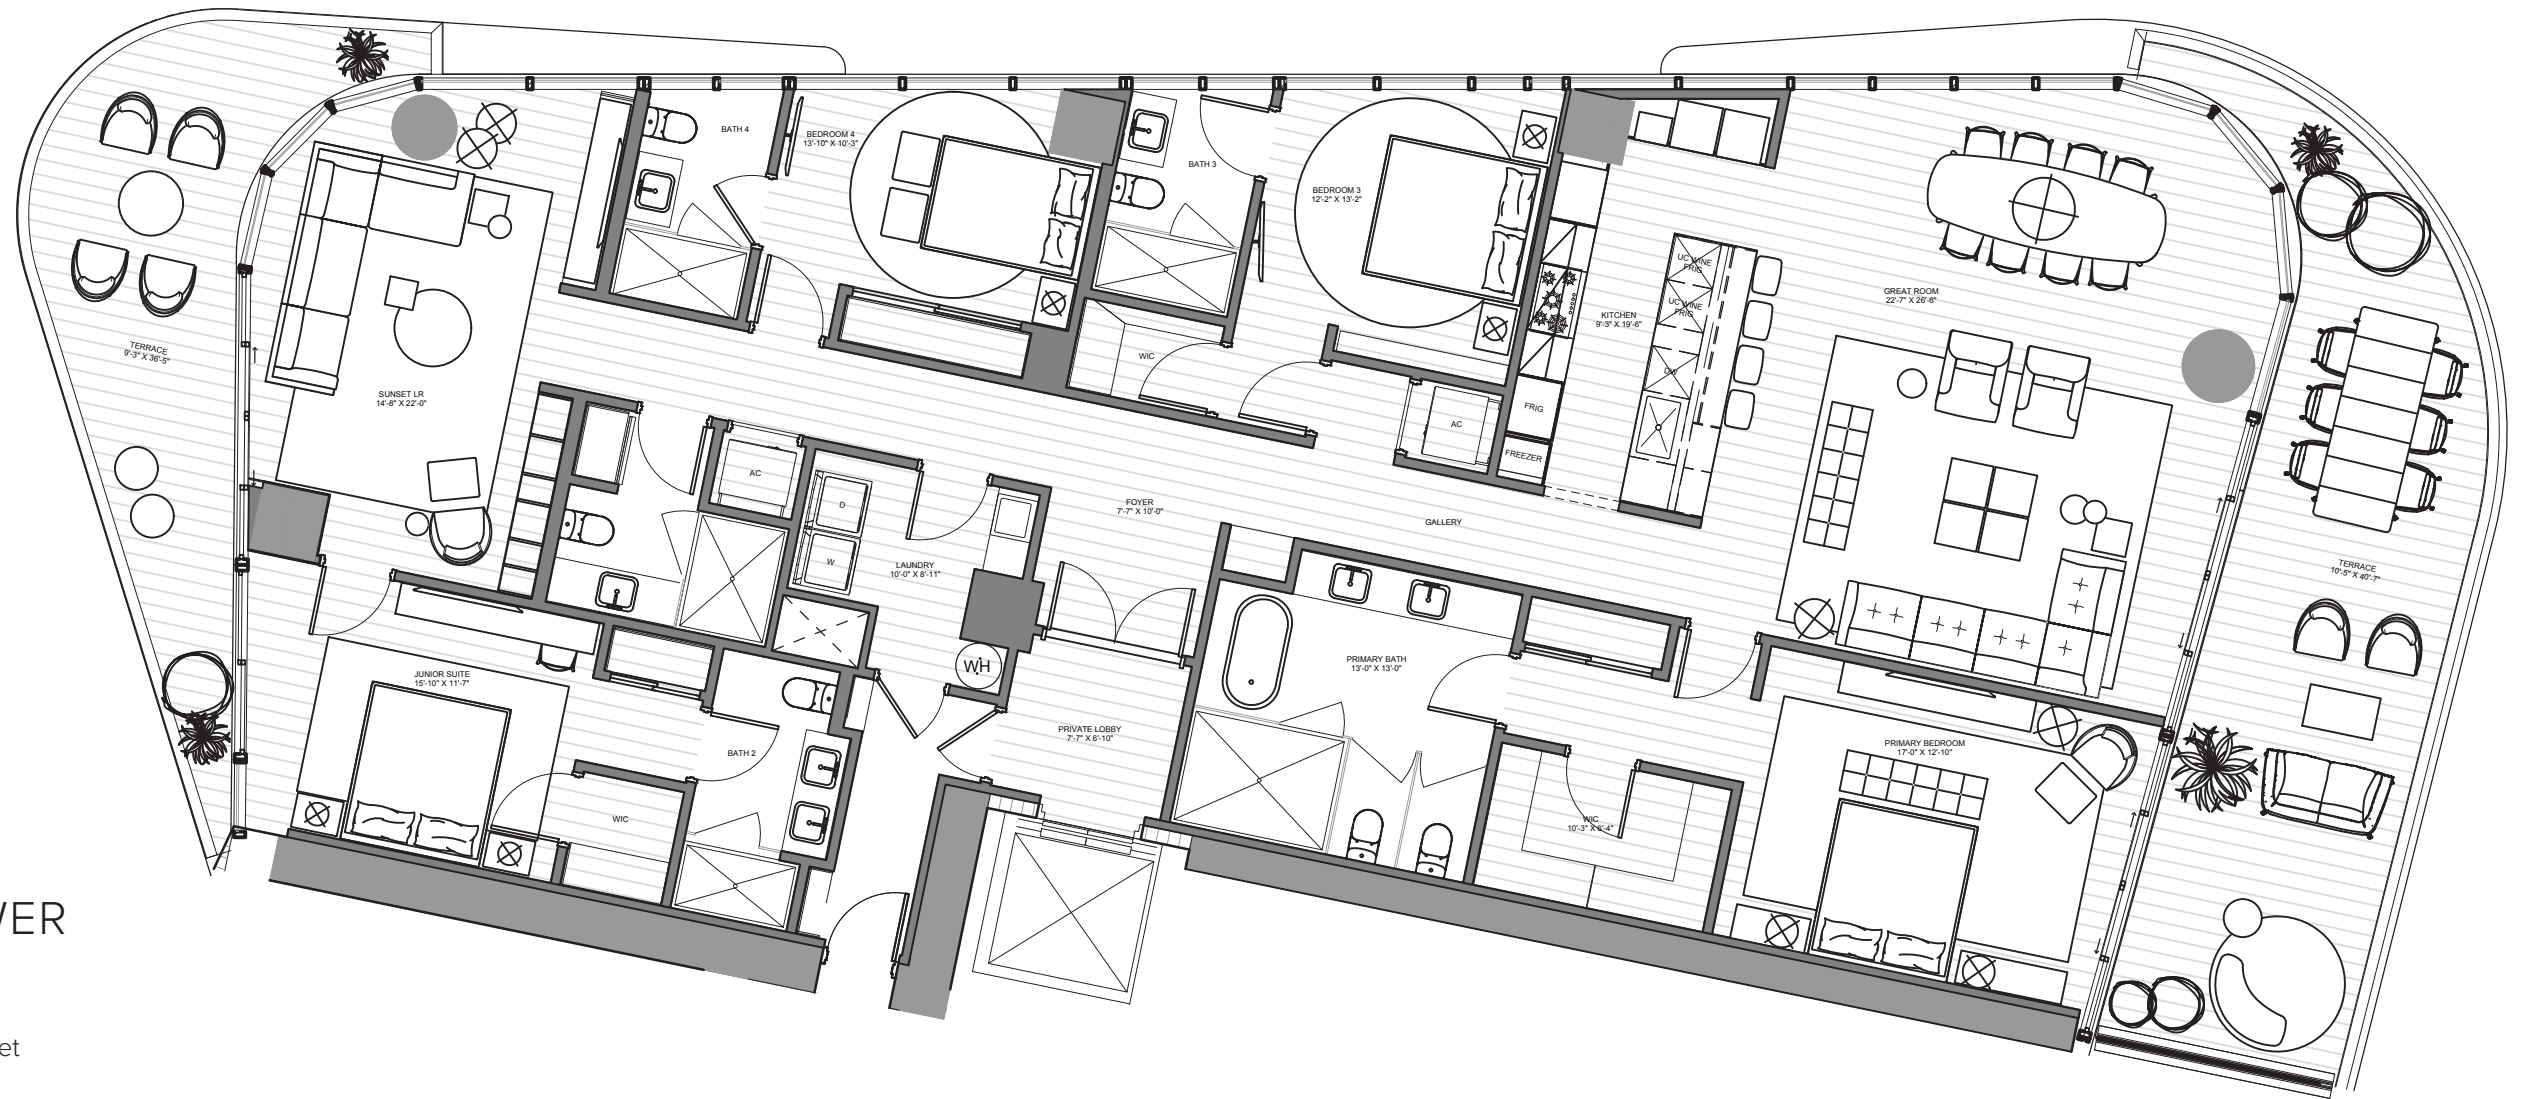 BATH 4
BEDROOM 4
13'-10" X 10'-3"
BATH 3
BEDROOM 3
12'-2" X 13'-2"
UC WINE
FRIG
UC WINE
FRIG
DW
KITCHEN
9'-3" X 19'-6"
GREAT ROOM
22'-7" X 26'-6"
TERRACE
9'-3" X 36'-5"
SUNSET LR
14'-8" X 22'-0"
WIC
FRIG
AC
FREEZER
AC
D
W
LAUNDRY
10'-0" X 8'-11"
FOYER
7'-7" X 10'-0"
GALLERY
TERRACE
10'-5" X 40'-7"
WH
PRIMARY BATH
13'-0" X 13'-0"
JUNIOR SUITE
15'-10" X 11'-7"
BATH 2
PRIVATE LOBBY
7'-7" X 6'-10"
PRIMARY BEDROOM
17'-0" X 12'-10"
WIC
WIC
10'-3" X 6'-4"
WER
et